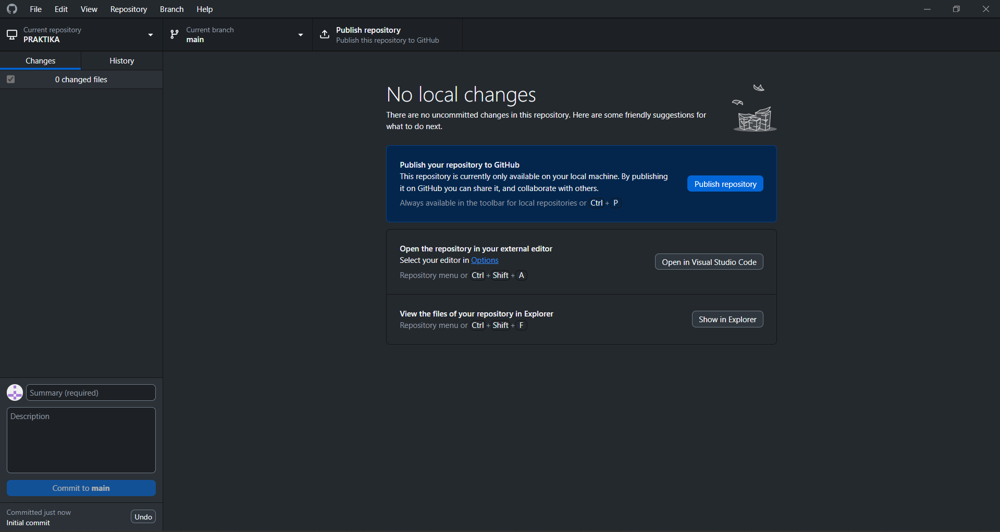 File Edit View Repository Branch Help
Current repository
PRAKTIKA
Current branch
main
Publish repository
Publish this repository to GitHub
Changes History
0 changed files
No local changes
There are no uncommitted changes in this repository. Here are some friendly suggestions for
what to do next.
Publish your repository to GitHub
This repository is currently only available on your local machine. By publishing
it on GitHub you can share it, and collaborate with others.
Always available in the toolbar for local repositories or Ctrl + P
Publish repository
Open the repository in your external editor
Select your editor in Options
Repository menu or Ctrl + Shift + A
Open in Visual Studio Code
View the files of your repository in Explorer
Repository menu or Ctrl + Shift + F
Show in Explorer
Summary (required)
Description
Commit to main
Committed just now
Initial commit
Undo